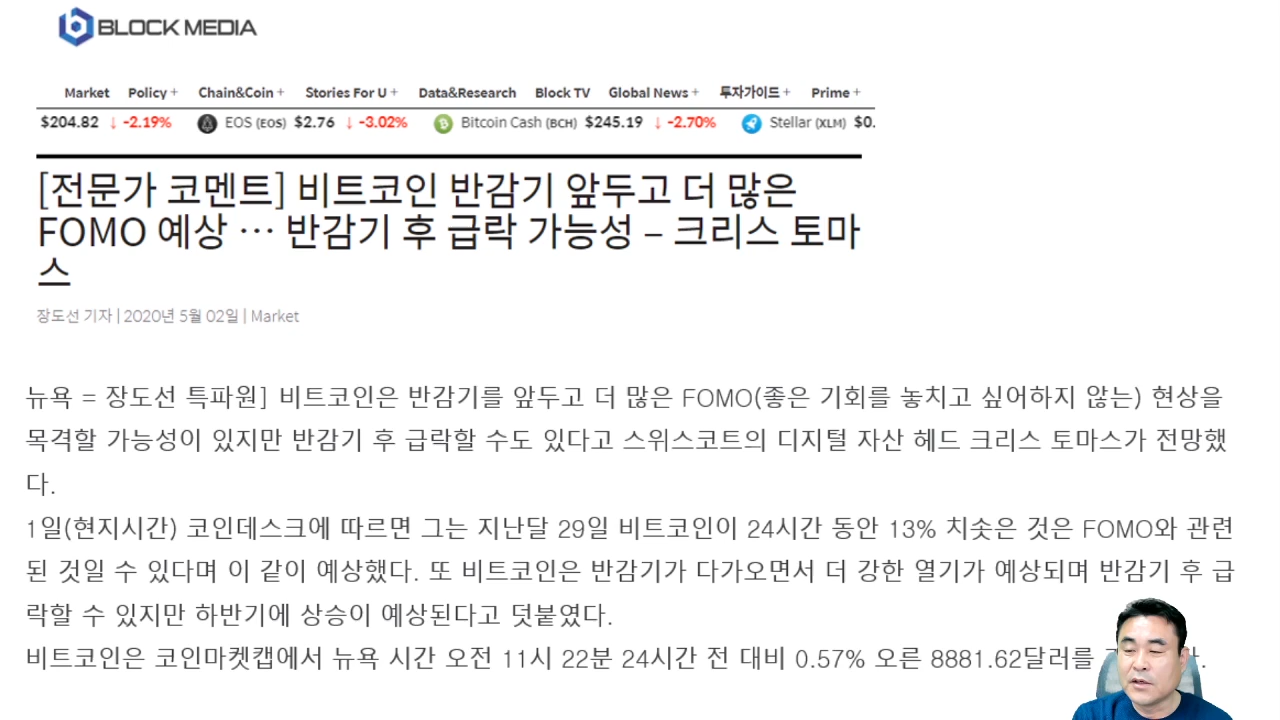 BLOCK MEDIA
Market Policy + Chain&Coin + Stories For U + Data&Research Block TV Global News + 투자가이드 + Prime +
$204.82 ↓ -2.19% EOS (EOS) $2.76 ↓ -3.02% Bitcoin Cash (BCH) $245.19 ↓ -2.70% Stellar (XLM) $0.
[전문가 코멘트] 비트코인 반감기 앞두고 더 많은
FOMO 예상 … 반감기 후 급락 가능성 – 크리스 토마
스
장도선 기자 | 2020년 5월 02일 | Market
뉴욕 = 장도선 특파원] 비트코인은 반감기를 앞두고 더 많은 FOMO(좋은 기회를 놓치고 싶어하지 않는) 현상을
목격할 가능성이 있지만 반감기 후 급락할 수도 있다고 스위스코트의 디지털 자산 헤드 크리스 토마스가 전망했
다.
1일(현지시간) 코인데스크에 따르면 그는 지난달 29일 비트코인이 24시간 동안 13% 치솟은 것은 FOMO와 관련
된 것일 수 있다며 이 같이 예상했다. 또 비트코인은 반감기가 다가오면서 더 강한 열기가 예상되며 반감기 후 급
락할 수 있지만 하반기에 상승이 예상된다고 덧붙였다.
비트코인은 코인마켓캡에서 뉴욕 시간 오전 11시 22분 24시간 전 대비 0.57% 오른 8881.62달러를